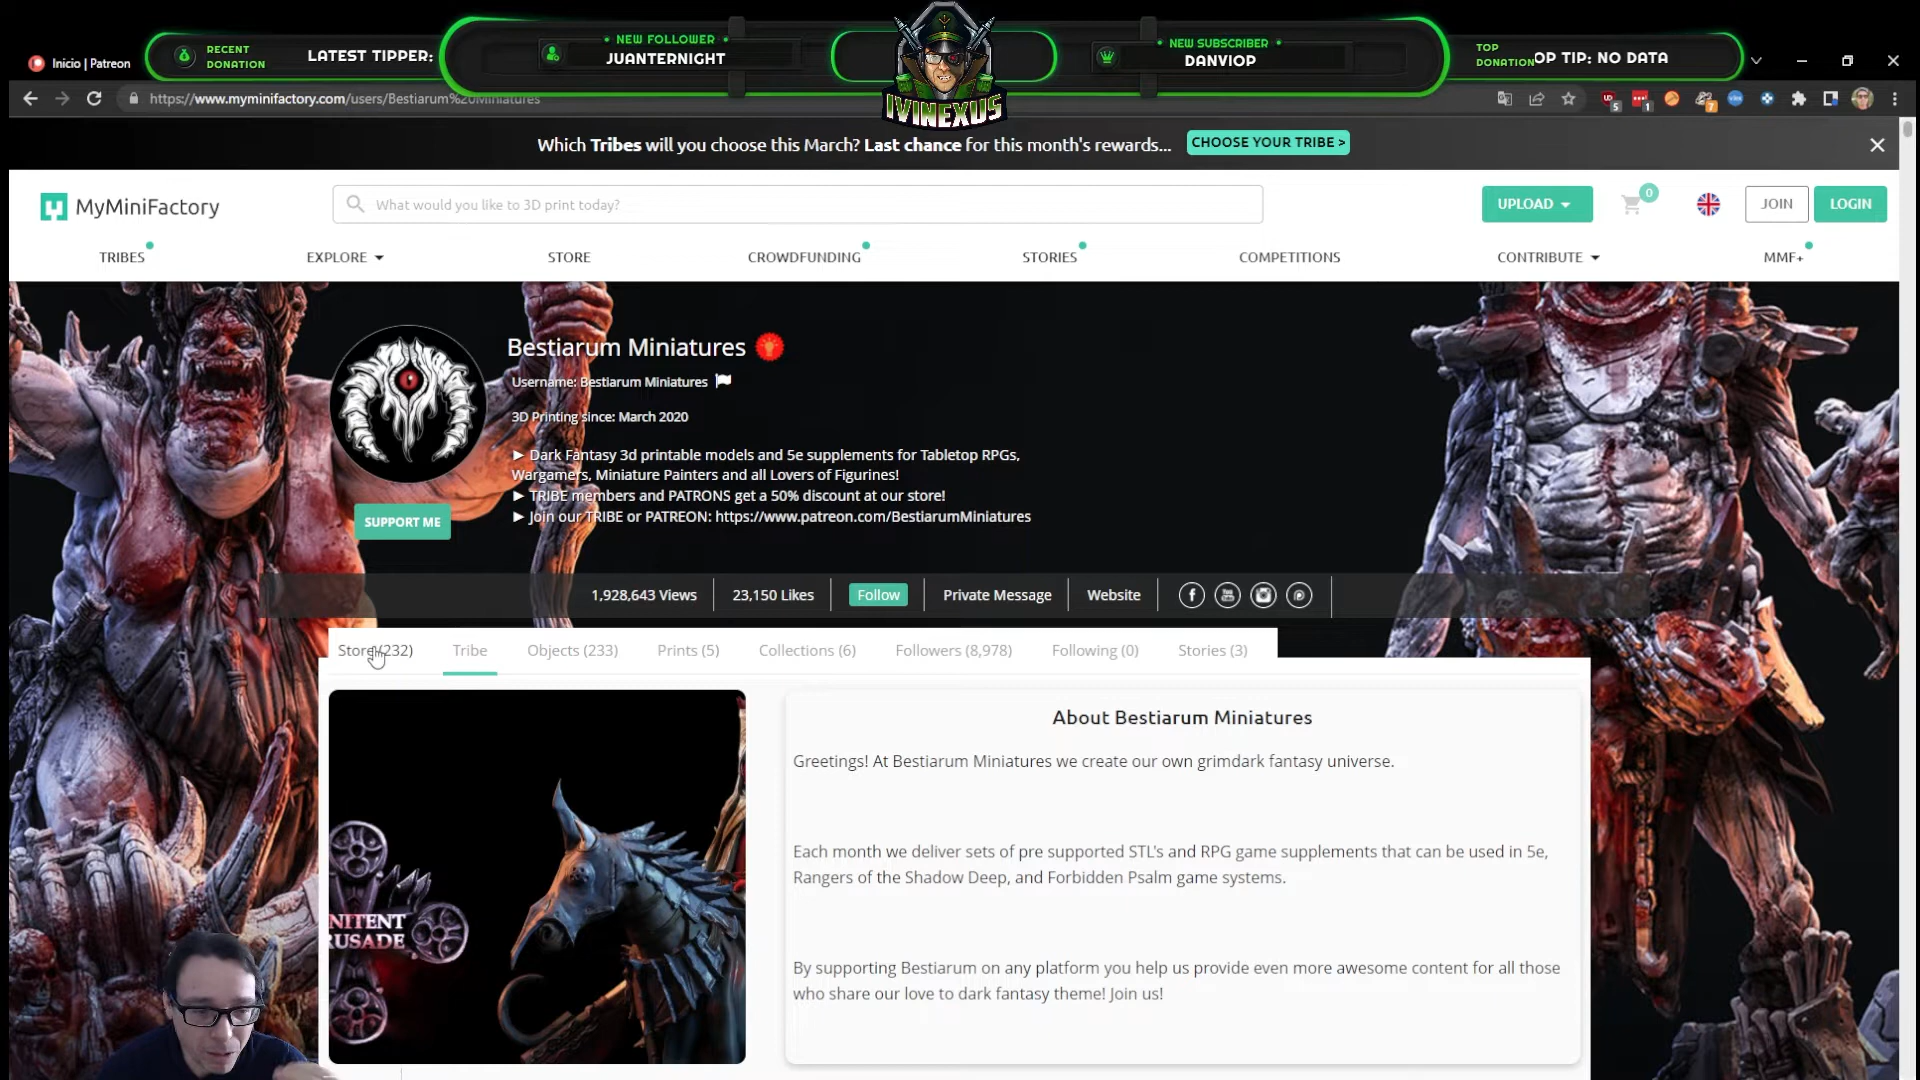 RECENT
DONATION
LATEST TIPPER:
NEW FOLLOWER
JUANTERNIGHT
IVINEXUS
NEW SUBSCRIBER
DANVIOP
TOP
DONATION
OP TIP: NO DATA
Inicio | Patreon
https://www.myminifactory.com/users/Bestiarum%20Miniatures
5
1
7
Which Tribes will you choose this March? Last chance for this month's rewards...
CHOOSE YOUR TRIBE >
MyMiniFactory
What would you like to 3D print today?
UPLOAD
0
JOIN
LOGIN
TRIBES
EXPLORE
STORE
CROWDFUNDING
STORIES
COMPETITIONS
CONTRIBUTE
MMF+
Bestiarum Miniatures
Username: Bestiarum Miniatures
3D Printing since: March 2020
► Dark Fantasy 3d printable models and 5e supplements for Tabletop RPGs,
Wargamers, Miniature Painters and all Lovers of Figurines!
► TRIBE members and PATRONS get a 50% discount at our store!
► Join our TRIBE or PATREON: https://www.patreon.com/BestiarumMiniatures
SUPPORT ME
1,928,643 Views
23,150 Likes
Follow
Private Message
Website
Store (232)
Tribe
Objects (233)
Prints (5)
Collections (6)
Followers (8,978)
Following (0)
Stories (3)
NITENT
RUSADE
About Bestiarum Miniatures
Greetings! At Bestiarum Miniatures we create our own grimdark fantasy universe.
Each month we deliver sets of pre supported STL's and RPG game supplements that can be used in 5e,
Rangers of the Shadow Deep, and Forbidden Psalm game systems.
By supporting Bestiarum on any platform you help us provide even more awesome content for all those
who share our love to dark fantasy theme! Join us!